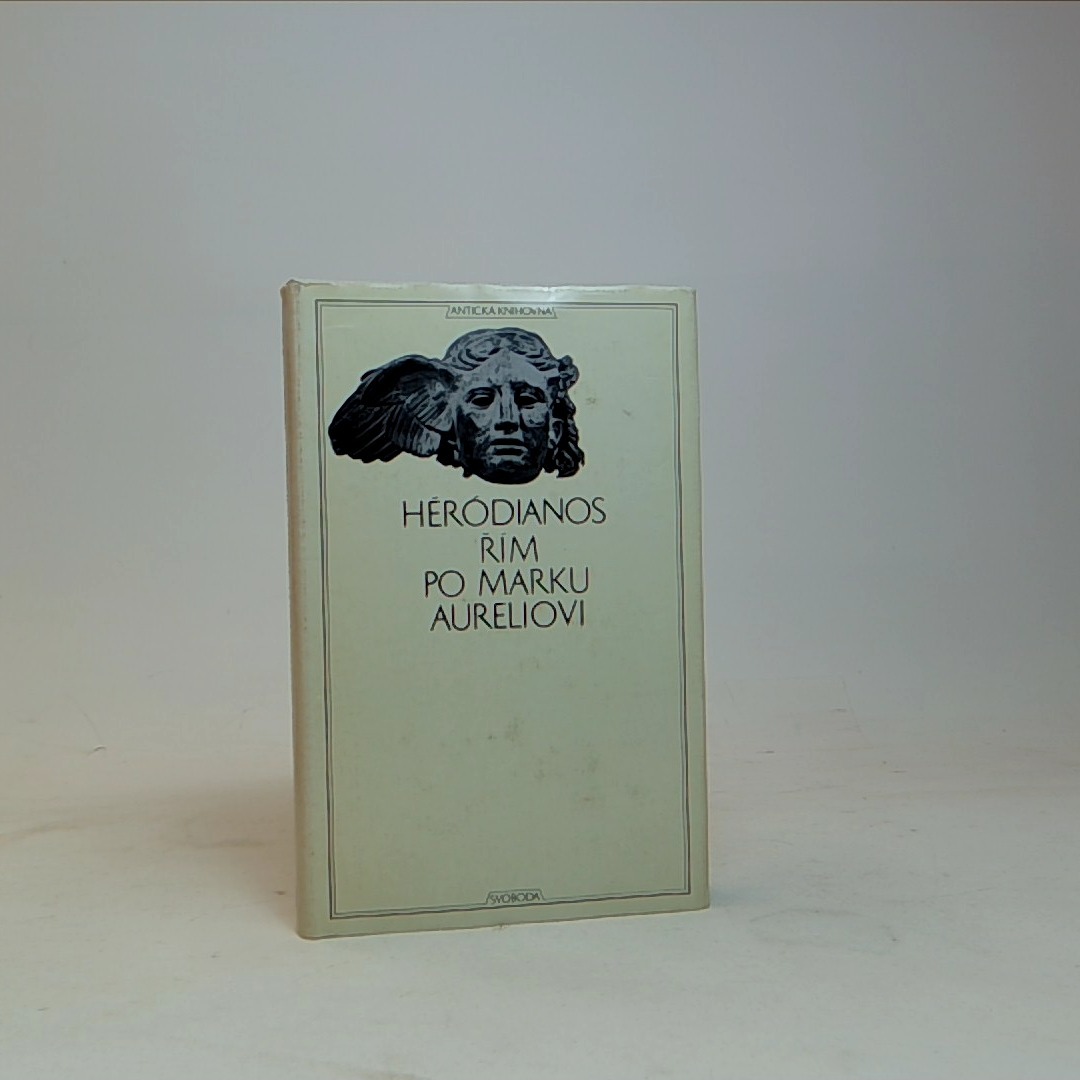 ANTICKÁ KNIHOVNA
HÉRÓDIANOS
ŘÍM
PO MARKU
AURELIOVI
SVOBODA